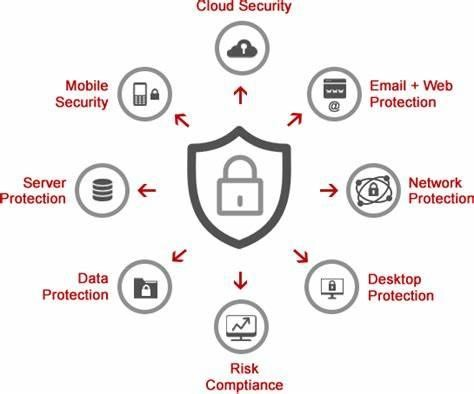 Cloud Security
Mobile
Security
Email + Web
Protection
@
Server
Protection
Network
Protection
Data
Protection
Desktop
Protection
Risk
Comptiance